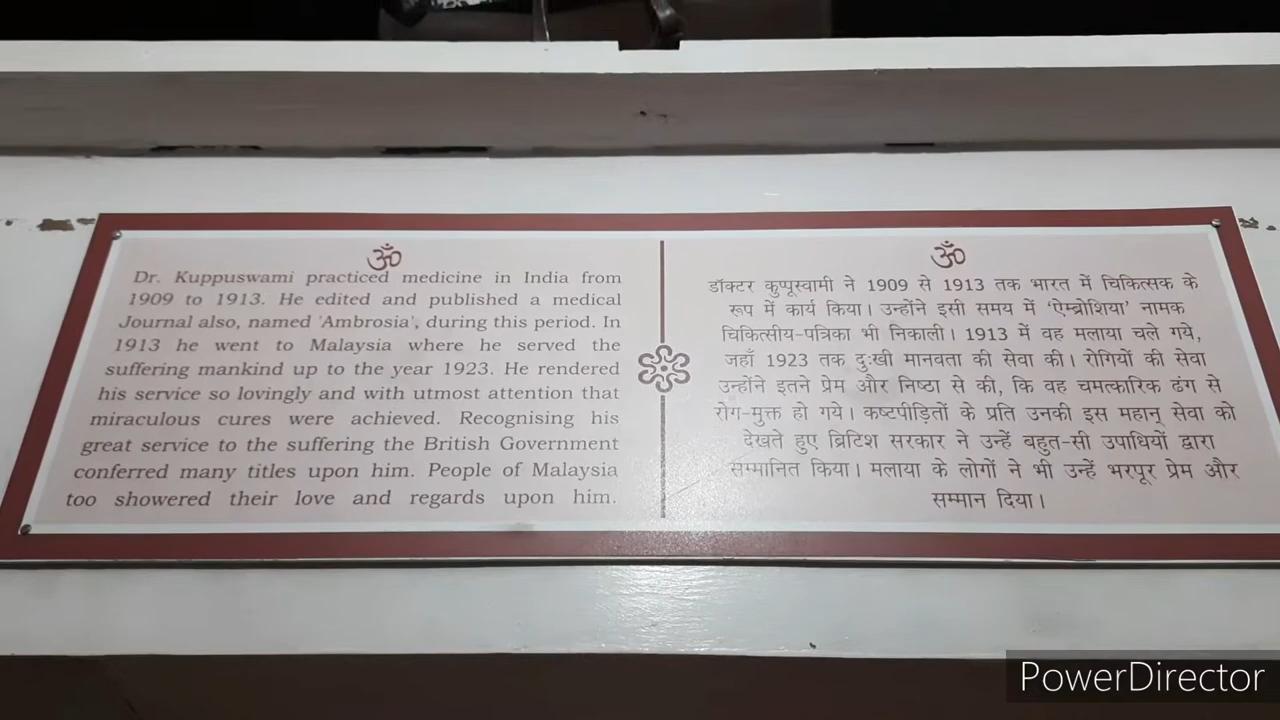 ॐ
Dr. Kuppuswami practiced medicine in India from
1909 to 1913. He edited and published a medical
Journal also, named 'Ambrosia', during this period. In
1913 he went to Malaysia where he served the
suffering mankind up to the year 1923. He rendered
his service so lovingly and with utmost attention that
miraculous cures were achieved. Recognising his
great service to the suffering the British Government
conferred many titles upon him. People of Malaysia
too showered their love and regards upon him.
ॐ
डॉक्टर कुप्पूस्वामी ने 1909 से 1913 तक भारत में चिकित्सक के
रूप में कार्य किया। उन्होंने इसी समय में ‘ऐम्ब्रोशिया’ नामक
चिकित्सीय-पत्रिका भी निकाली। 1913 में वह मलाया चले गये,
जहाँ 1923 तक दुःखी मानवता की सेवा की। रोगियों की सेवा
उन्होंने इतने प्रेम और निष्ठा से की, कि वह चमत्कारिक ढंग से
रोग-मुक्त हो गये। कष्टपीड़ितों के प्रति उनकी इस महान् सेवा को
देखते हुए ब्रिटिश सरकार ने उन्हें बहुत-सी उपाधियों द्वारा
सम्मानित किया। मलाया के लोगों ने भी उन्हें भरपूर प्रेम और
सम्मान दिया।
PowerDirector